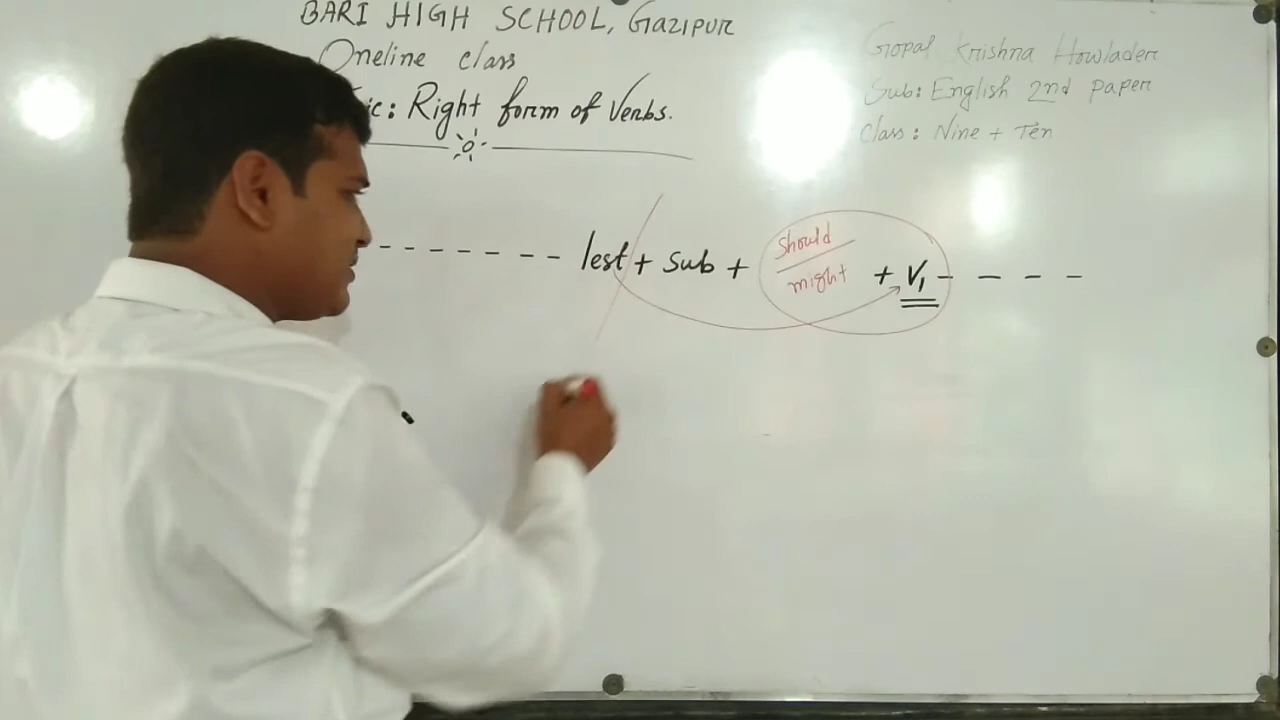 BARI HIGH SCHOOL, Gazipur
Oneline class
ic: Right form of Verbs.
Gopal Krishna Howlader
Sub: English 2nd paper
Class: Nine + Ten
- - - - - - - lest + sub + should / might + V1 - - - -